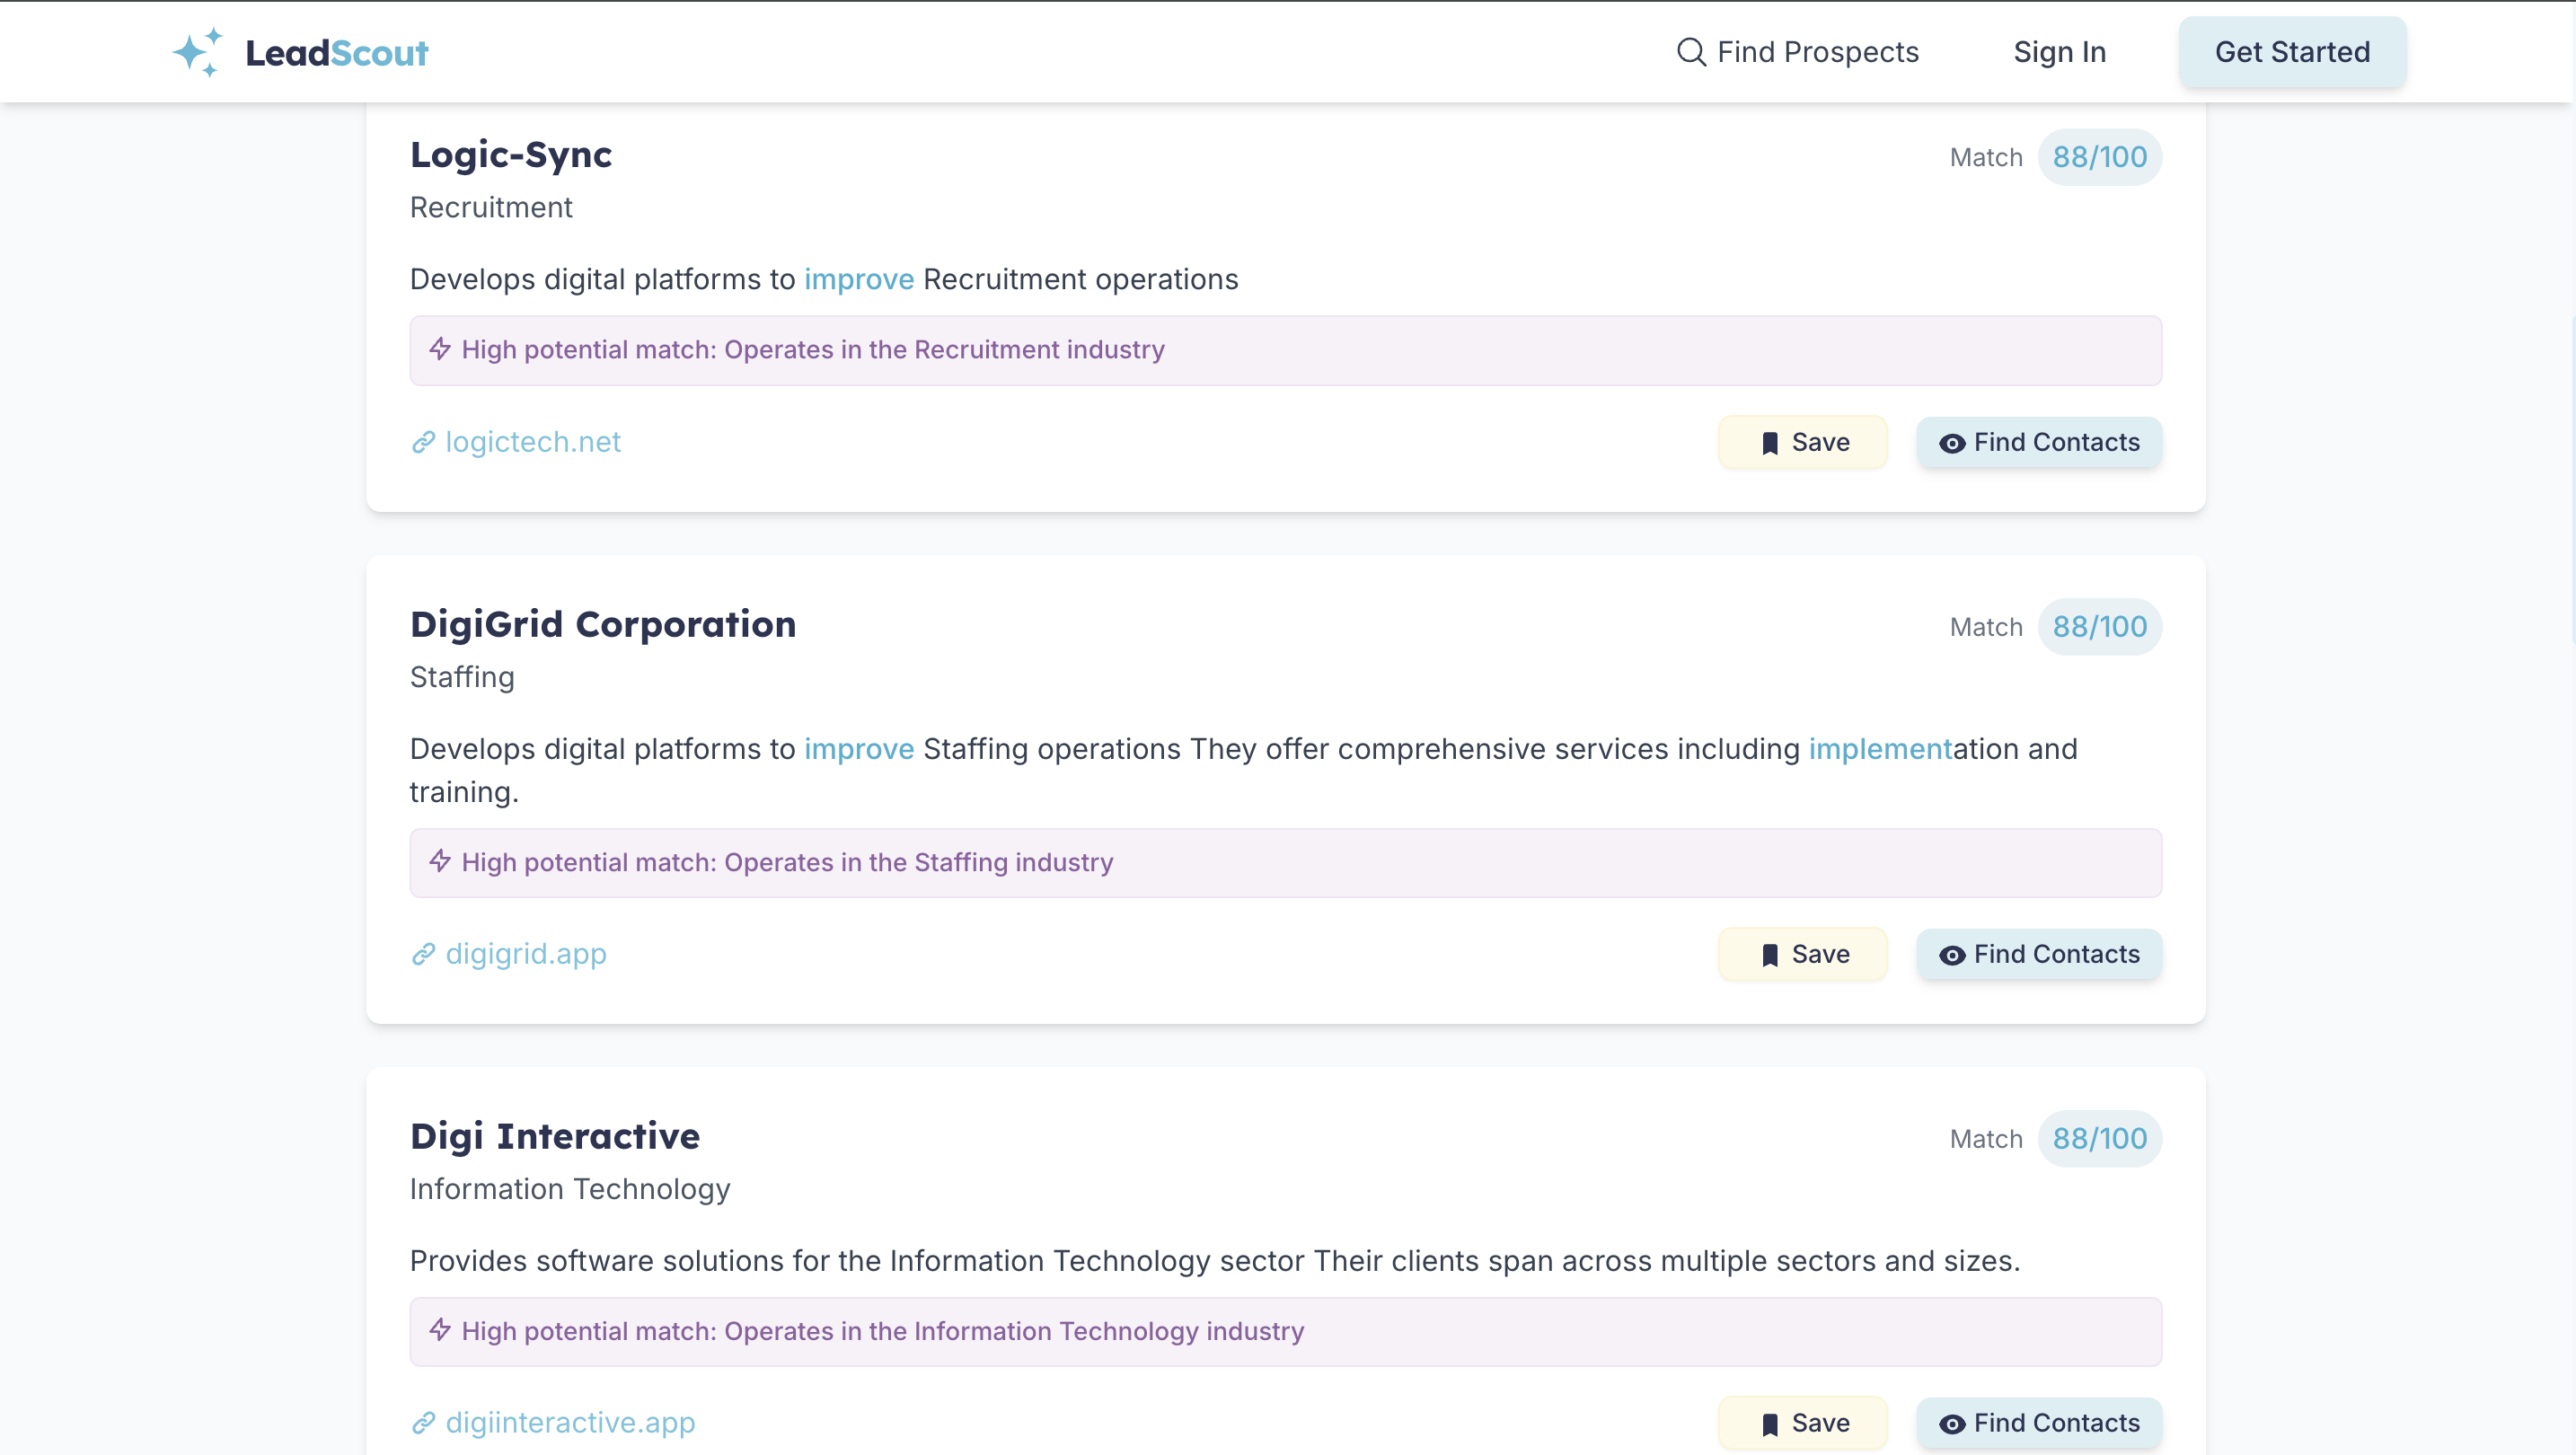 LeadScout
Find Prospects
Sign In
Get Started
Logic-Sync
Match 88/100
Recruitment
Develops digital platforms to improve Recruitment operations
High potential match: Operates in the Recruitment industry
logictech.net
Save
Find Contacts
DigiGrid Corporation
Match 88/100
Staffing
Develops digital platforms to improve Staffing operations They offer comprehensive services including implementation and
training.
High potential match: Operates in the Staffing industry
digigrid.app
Save
Find Contacts
Digi Interactive
Match 88/100
Information Technology
Provides software solutions for the Information Technology sector Their clients span across multiple sectors and sizes.
High potential match: Operates in the Information Technology industry
digiinteractive.app
Save
Find Contacts